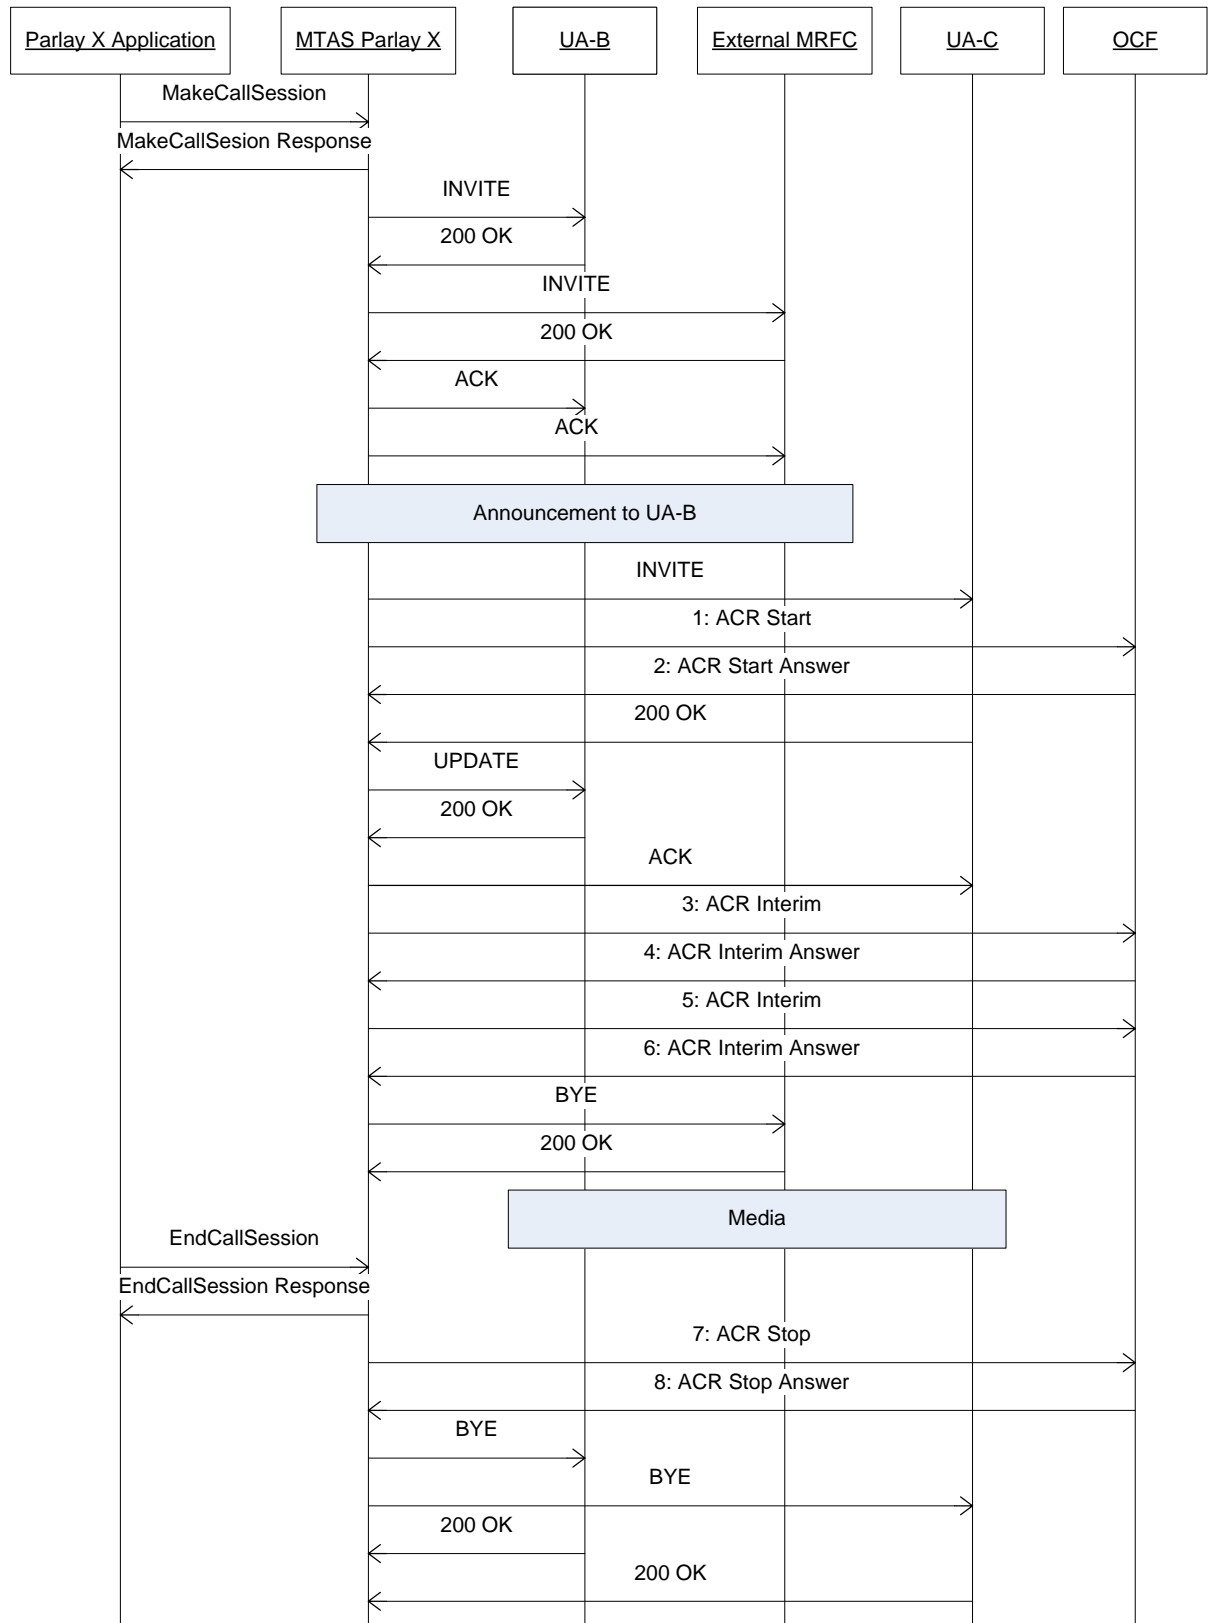 Parlay X Application
MTAS Parlay X
UA-B
External MRFC
UA-C
OCF
MakeCallSession
MakeCallSesion Response
INVITE
200 OK
INVITE
200 OK
ACK
ACK
Announcement to UA-B
INVITE
1: ACR Start
2: ACR Start Answer
200 OK
UPDATE
200 OK
ACK
3: ACR Interim
4: ACR Interim Answer
5: ACR Interim
6: ACR Interim Answer
BYE
200 OK
Media
EndCallSession
EndCallSession Response
7: ACR Stop
8: ACR Stop Answer
BYE
BYE
200 OK
200 OK